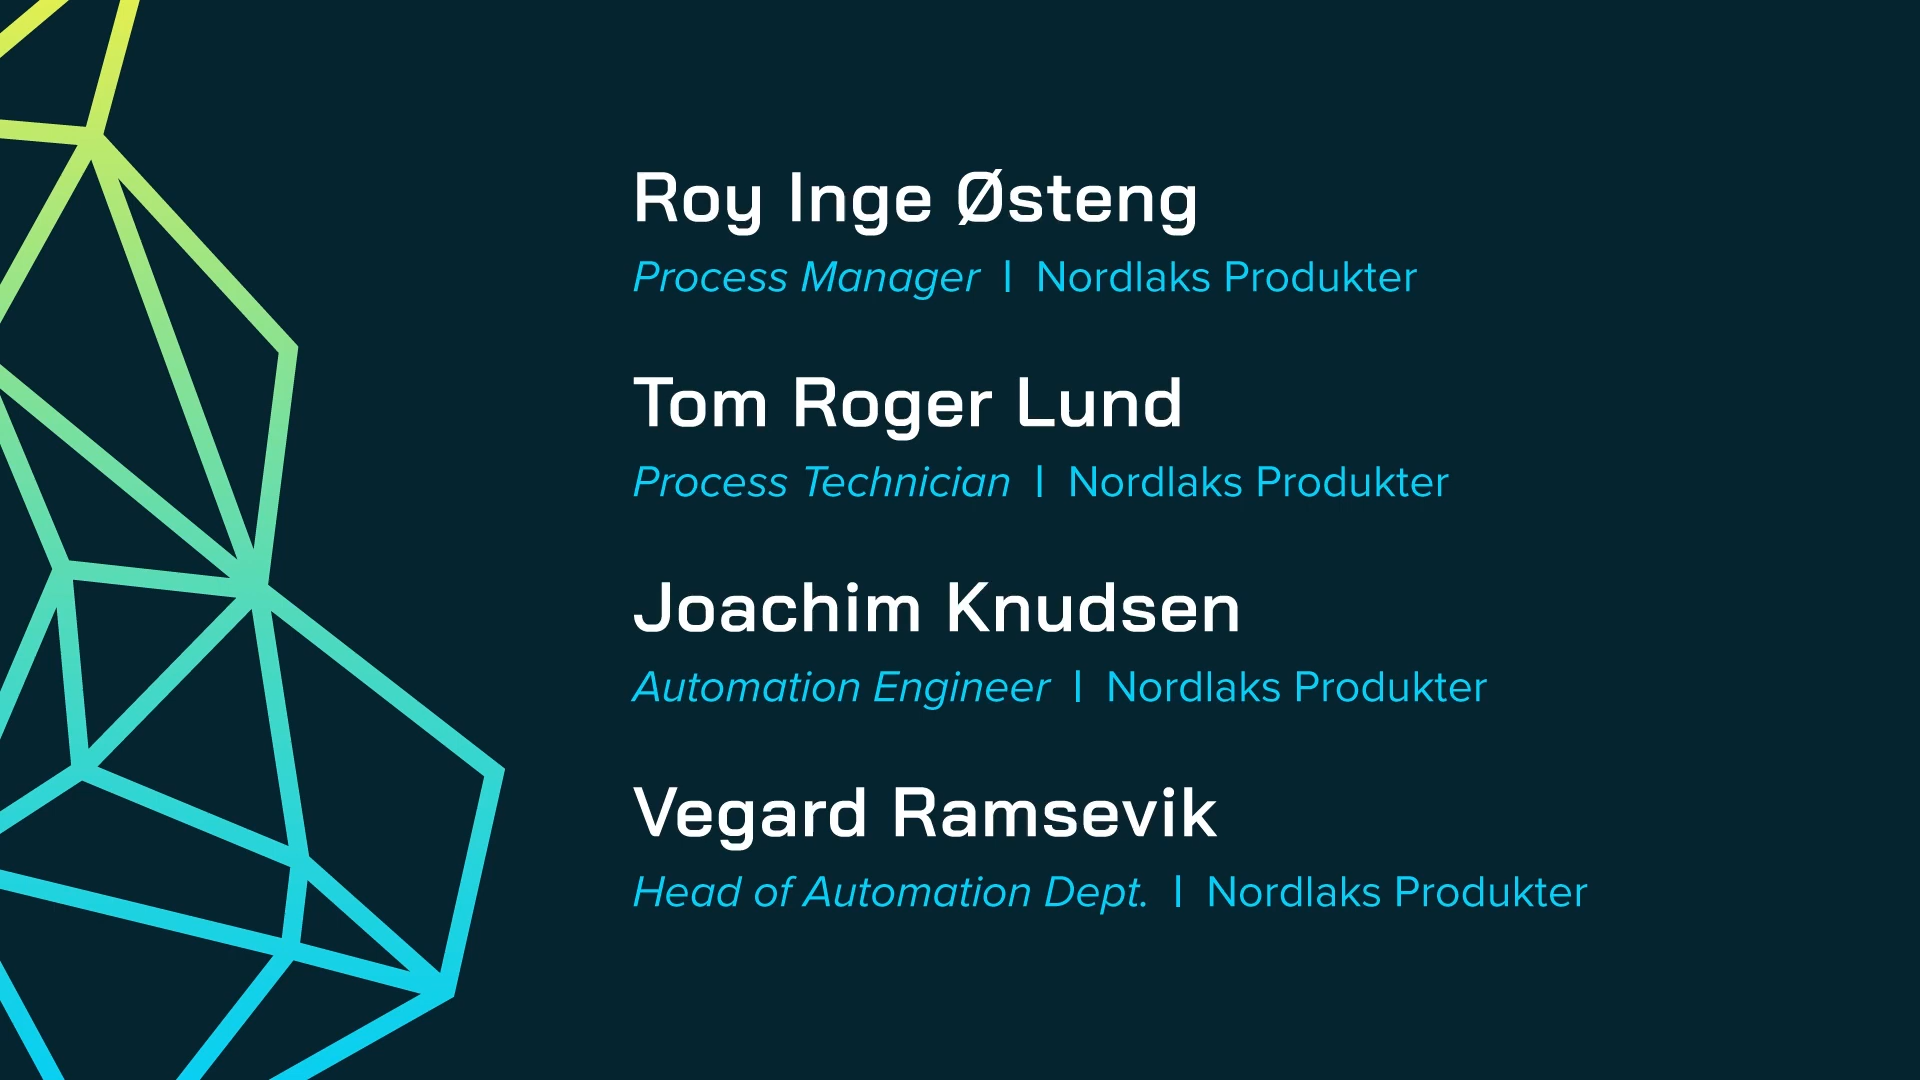 Roy Inge Østeng
Process Manager | Nordlaks Produkter
Tom Roger Lund
Process Technician | Nordlaks Produkter
Joachim Knudsen
Automation Engineer | Nordlaks Produkter
Vegard Ramsevik
Head of Automation Dept. | Nordlaks Produkter